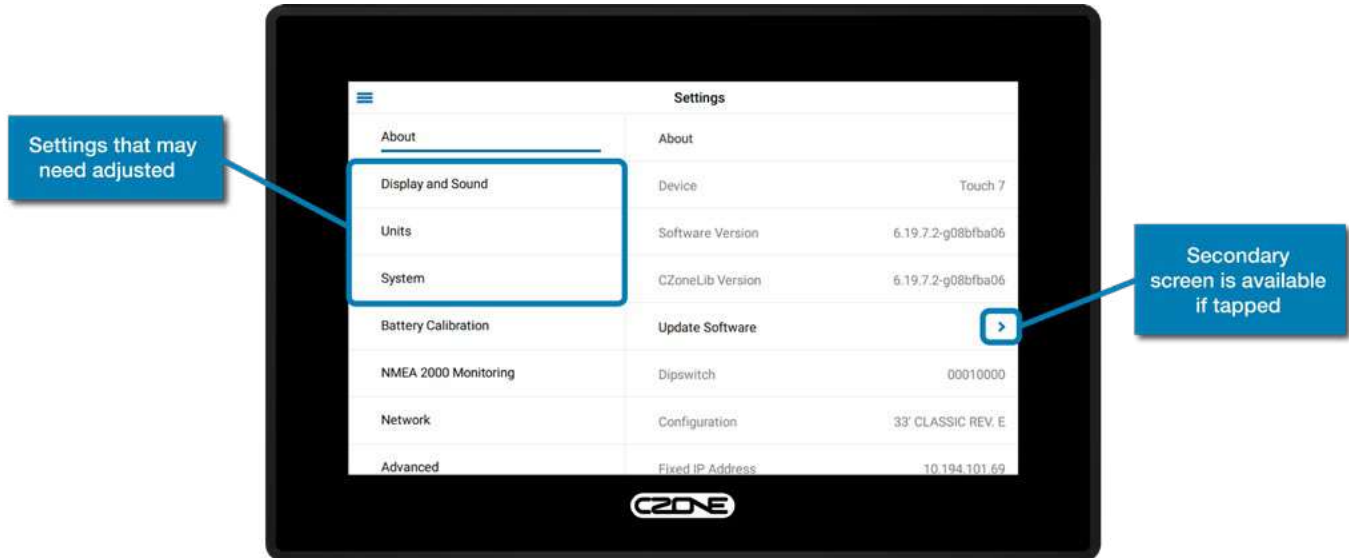 Settings
Settings that may
need adjusted
About
Display and Sound
Units
System
Battery Calibration
NMEA 2000 Monitoring
Network
Advanced
About
Device Touch 7
Software Version 6.19.7.2-g08bfba06
CZoneLib Version 6.19.7.2-g08bfba06
Update Software >
Dipswitch 00010000
Configuration 33' CLASSIC REV. E
Fixed IP Address 10.194.101.69
Secondary
screen is available
if tapped
CZONE